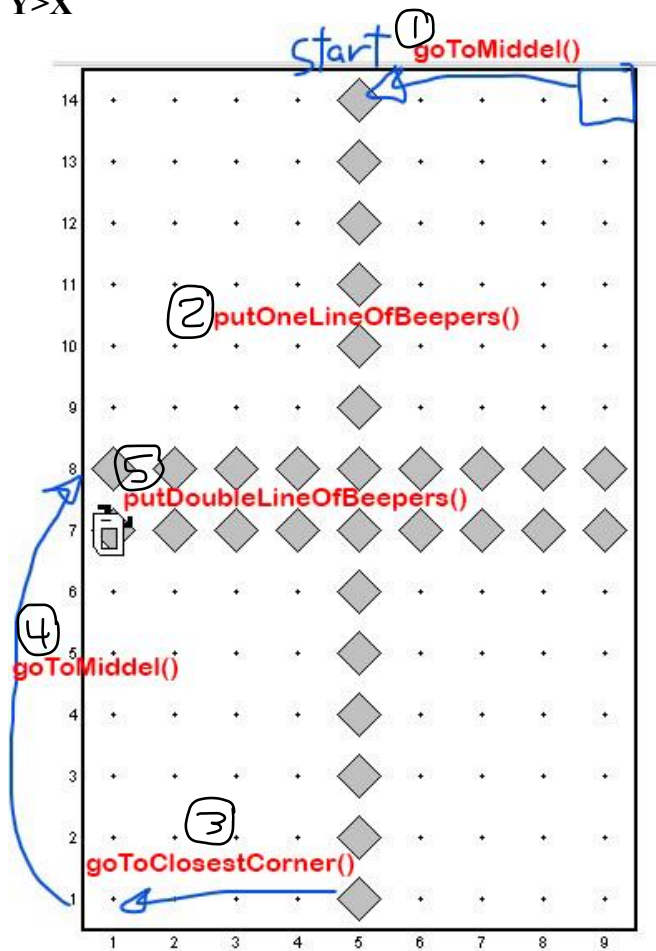 Y>X
start ①
goToMiddel()
14
13
12
11
② putOneLineOfBeepers()
10
9
8
⑤
putDoubleLineOfBeepers()
7
6
④
5
goToMiddel()
4
3
③
2
goToClosestCorner()
1
1 2 3 4 5 6 7 8 9